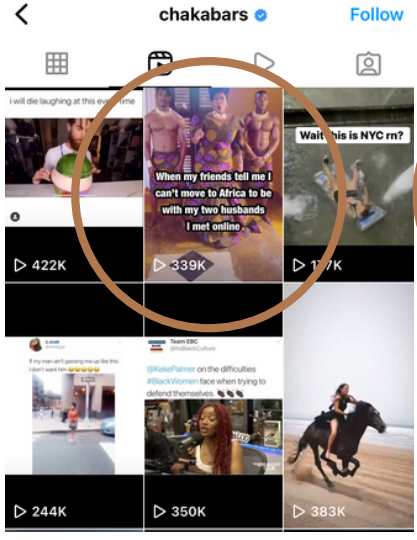 chakabars
Follow
i will die laughing at this every time
422K
When my friends tell me I
can't move to Africa to be
with my two husbands
I met online
339K
Wait this is NYC rn?
177K
If my man ain't gassing me up like this
I don't want him
244K
Team EBC
@ItsBlackCulture
@KekePalmer on the difficulties
#BlackWomen face when trying to
defend themselves.
350K
383K